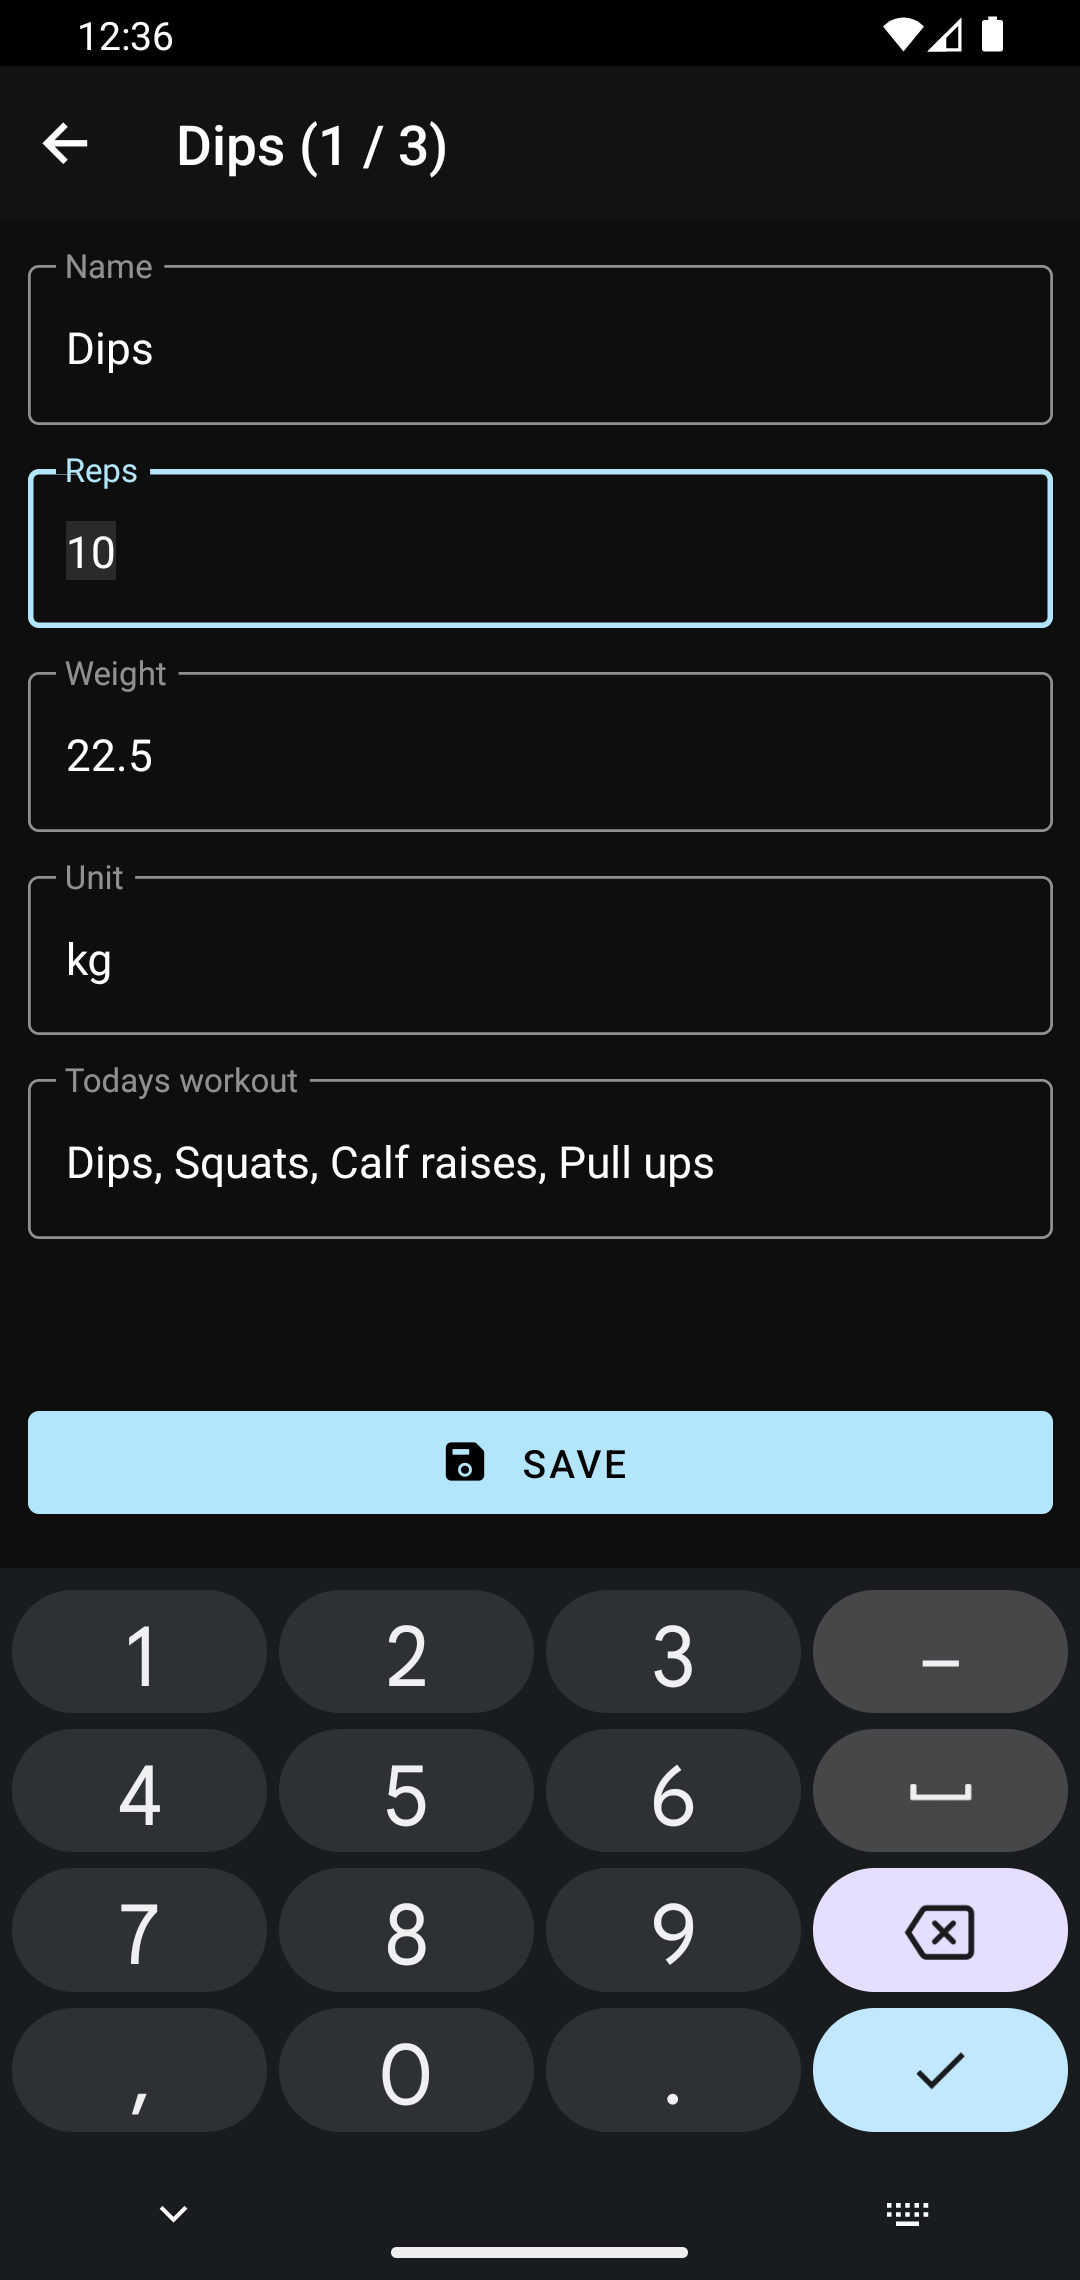 12:36
Dips (1 / 3)
Name
Dips
Reps
10
Weight
22.5
Unit
kg
Todays workout
Dips, Squats, Calf raises, Pull ups
SAVE
1 2 3 –
4 5 6
7 8 9
, 0 .